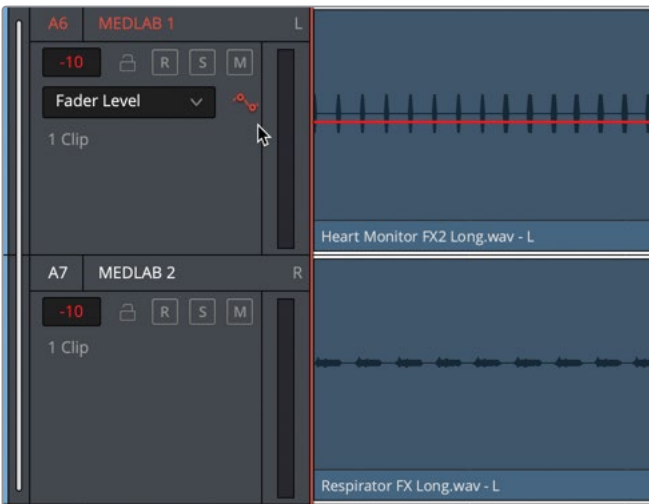 A6 MEDLAB 1 L
-10 R S M
Fader Level
1 Clip
Heart Monitor FX2 Long.wav - L
A7 MEDLAB 2 R
-10 R S M
1 Clip
Respirator FX Long.wav - L